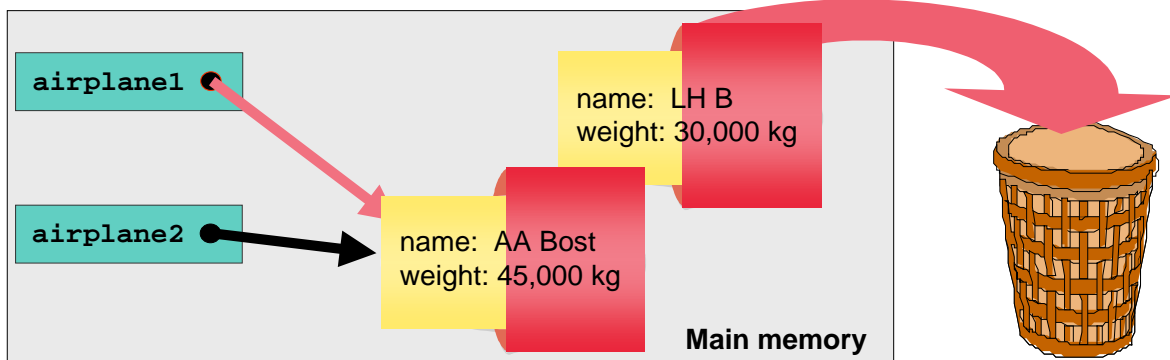 airplane1
name: LH B
weight: 30,000 kg
airplane2
name: AA Bost
weight: 45,000 kg
Main memory